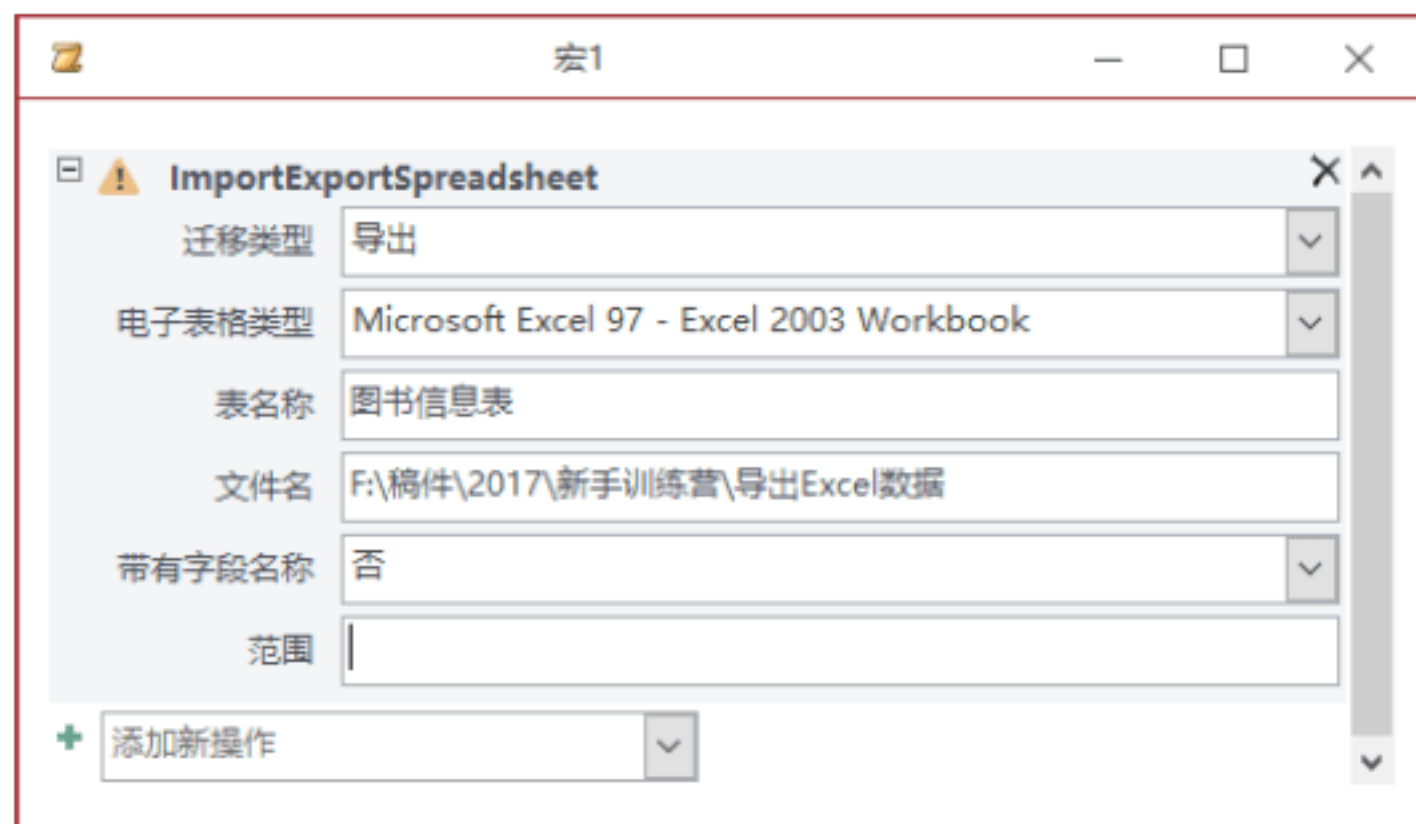 宏1
ImportExportSpreadsheet
迁移类型 导出
电子表格类型 Microsoft Excel 97 - Excel 2003 Workbook
表名称 图书信息表
文件名 F:\稿件\2017\新手训练营\导出Excel数据
带有字段名称 否
范围
添加新操作